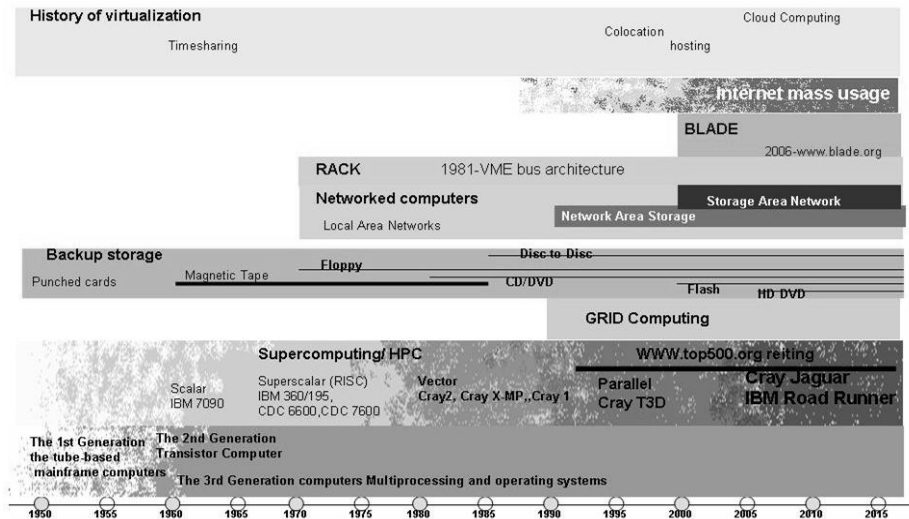 History of virtualization
Cloud Computing
Timesharing
Colocation
hosting
Internet mass usage
BLADE
2006-www.blade.org
RACK
1981-VME bus architecture
Networked computers
Storage Area Network
Network Area Storage
Local Area Networks
Backup storage
Disc to Disc
Floppy
Magnetic Tape
Punched cards
CD/DVD
Flash
HD DVD
GRID Computing
Supercomputing/ HPC
WWW.top500.org reiting
Scalar
IBM 7090
Superscalar (RISC)
IBM 360/195,
CDC 6600,CDC 7600
Vector
Cray2, Cray X-MP,,Cray 1
Parallel
Cray T3D
Cray Jaguar
IBM Road Runner
The 1st Generation
the tube-based
mainframe computers
The 2nd Generation
Transistor Computer
The 3rd Generation computers Multiprocessing and operating systems
1950 1955 1960 1965 1970 1975 1980 1985 1990 1995 2000 2005 2010 2015